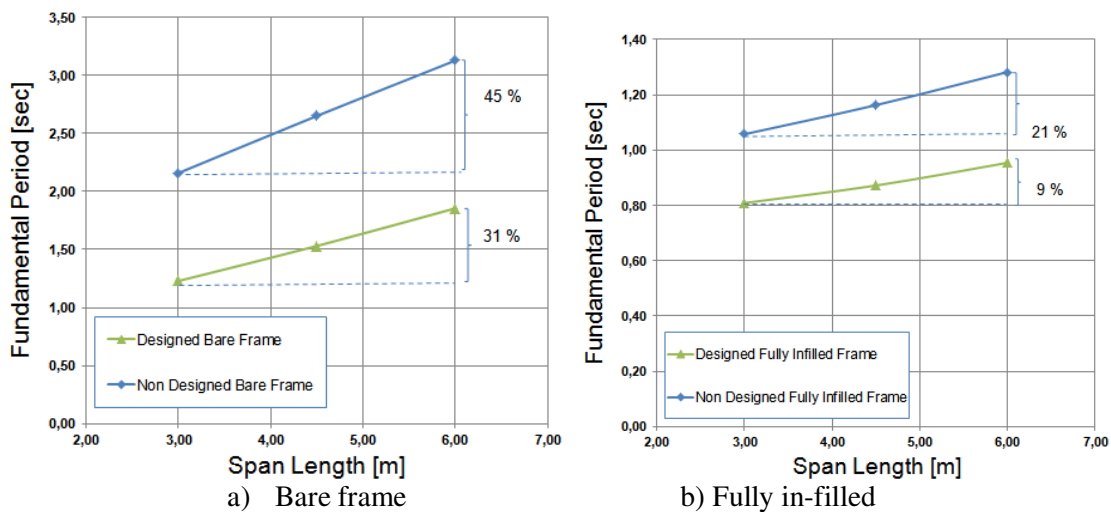 Fundamental Period [sec]
3,50
3,00
2,50
2,00
1,50
1,00
0,50
0,00
45 %
31 %
Designed Bare Frame
Non Designed Bare Frame
2,00 3,00 4,00 5,00 6,00 7,00
Span Length [m]
a) Bare frame
Fundamental Period [sec]
1,40
1,20
1,00
0,80
0,60
0,40
0,20
0,00
21 %
9 %
Designed Fully Infilled Frame
Non Designed Fully Infilled Frame
2,00 3,00 4,00 5,00 6,00 7,00
Span Length [m]
b) Fully in-filled